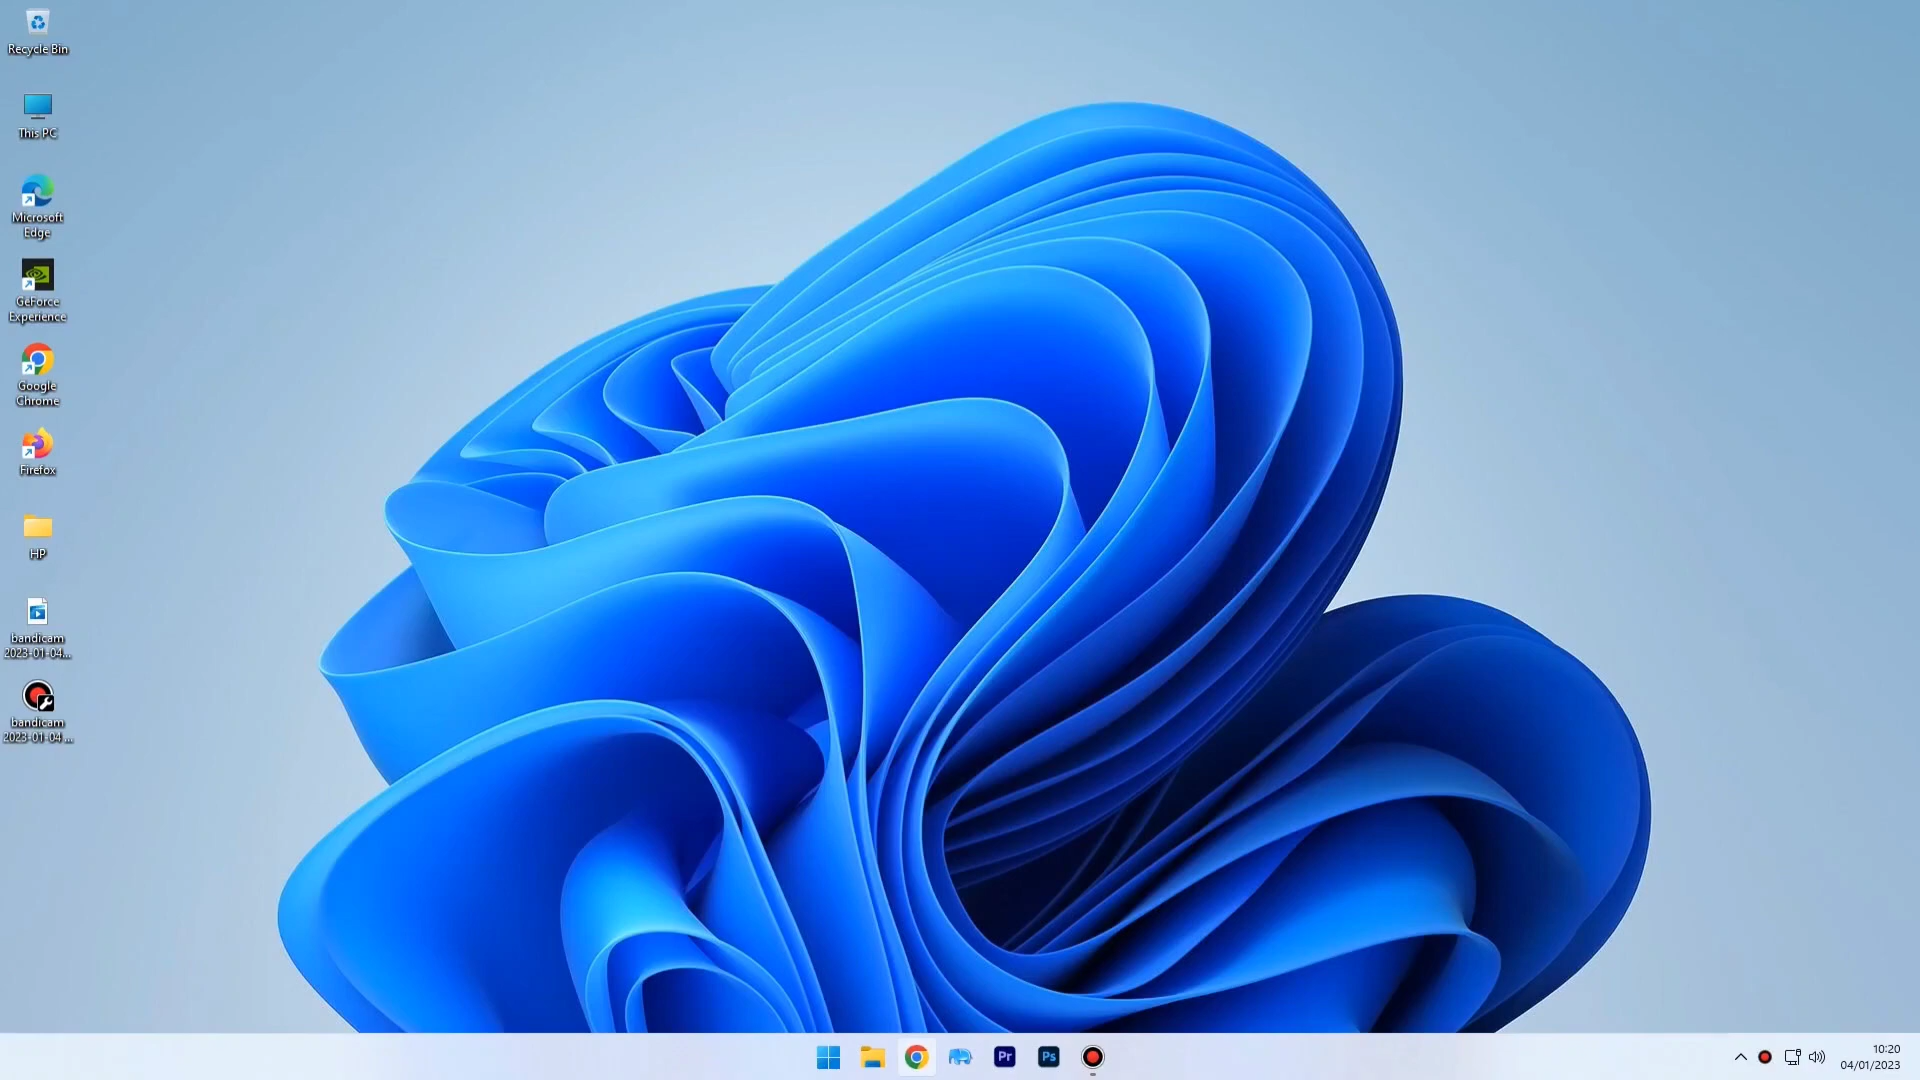 Recycle Bin
This PC
Microsoft
Edge
GeForce
Experience
Google
Chrome
Firefox
HP
bandicam
2023-01-04...
bandicam
2023-01-04...
Pr
Ps
10:20
04/01/2023